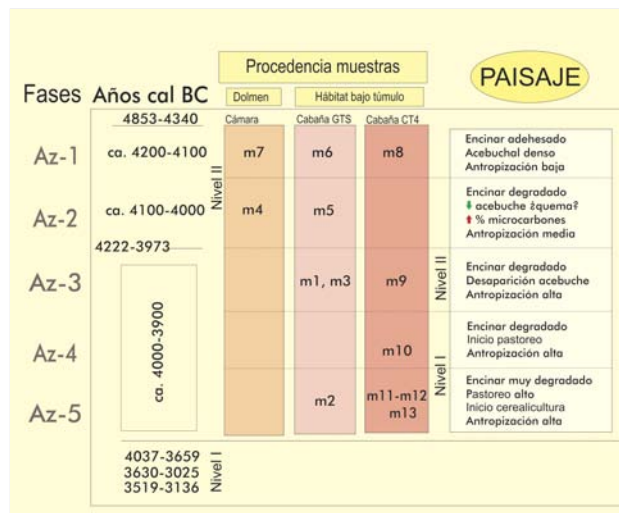 Procedencia muestras
PAISAJE
Fases
Años cal BC
Dolmen
Hábitat bajo túmulo
4853-4340
Cámara
Cabaña GTS
Cabaña CT4
Az-1
ca. 4200-4100
m7
m6
m8
Encinar adehesado
Acebuchal denso
Antropización baja
Nivel II
Az-2
ca. 4100-4000
m4
m5
Encinar degradado
acebuche ¿quema?
% microcarbones
Antropización media
4222-3973
Az-3
m1, m3
m9
Nivel II
Encinar degradado
Desaparición acebuche
Antropización alta
ca. 4000-3900
Az-4
m10
Encinar degradado
Inicio pastoreo
Antropización alta
Nivel I
Az-5
m2
m11-m12
m13
Encinar muy degradado
Pastoreo alto
Inicio cerealicultura
Antropización alta
4037-3659
3630-3025
3519-3136
Nivel I